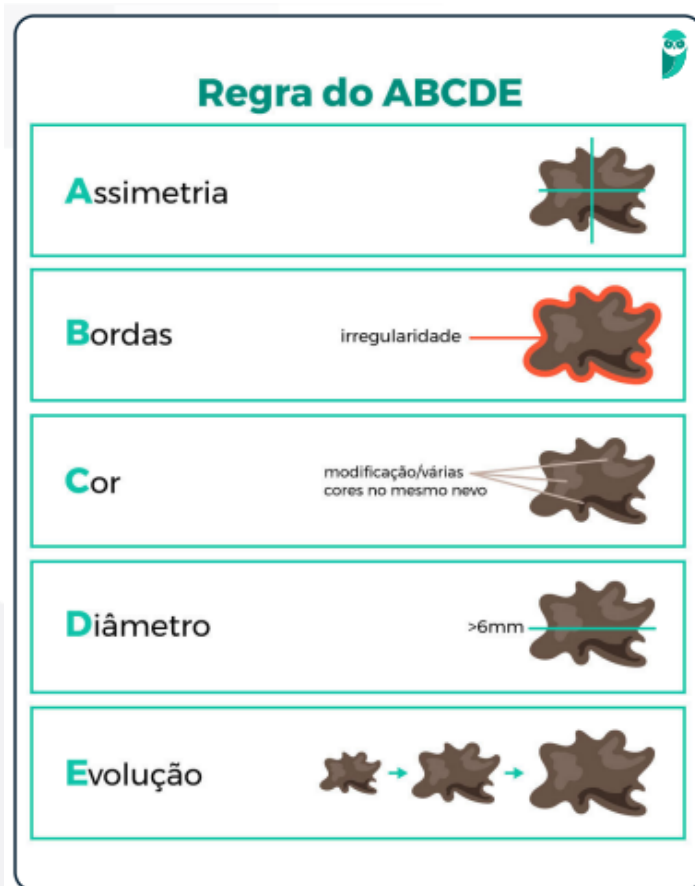 Regra do ABCDE
Assimetria
Bordas
irregularidade
Cor
modificação/várias
cores no mesmo nevo
Diâmetro
>6mm
Evolução